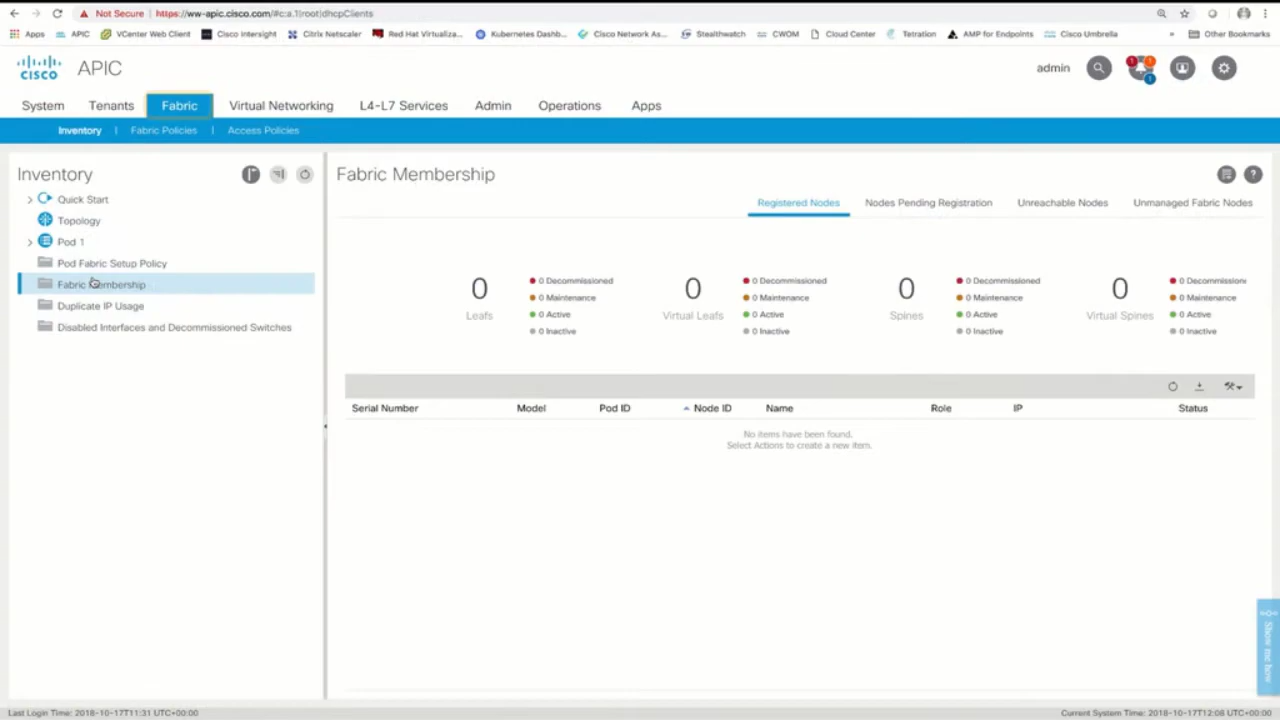 Not Secure | https://ww-apic.cisco.com/#c:a.1|root|dhcpClients
Apps APIC VCenter Web Client Cisco Intersight Citrix Netscaler Red Hat Virtualiza... Kubernetes Dashb... Cisco Network As... Stealthwatch CWOM Cloud Center Tetration AMP for Endpoints Cisco Umbrella » Other Bookmarks
CISCO APIC admin 1 1 1
System Tenants Fabric Virtual Networking L4-L7 Services Admin Operations Apps
Inventory | Fabric Policies | Access Policies
Inventory
Quick Start
Topology
Pod 1
Pod Fabric Setup Policy
Fabric Membership
Duplicate IP Usage
Disabled Interfaces and Decommissioned Switches
Fabric Membership
Registered Nodes Nodes Pending Registration Unreachable Nodes Unmanaged Fabric Nodes
0
Leafs
0 Decommissioned
0 Maintenance
0 Active
0 Inactive
0
Virtual Leafs
0 Decommissioned
0 Maintenance
0 Active
0 Inactive
0
Spines
0 Decommissioned
0 Maintenance
0 Active
0 Inactive
0
Virtual Spines
0 Decommissione
0 Maintenance
0 Active
0 Inactive
Serial Number Model Pod ID Node ID Name Role IP Status
No items have been found.
Select Actions to create a new item.
Show me how
Last Login Time: 2018-10-17T11:31 UTC+00:00
Current System Time: 2018-10-17T12:08 UTC+00:00